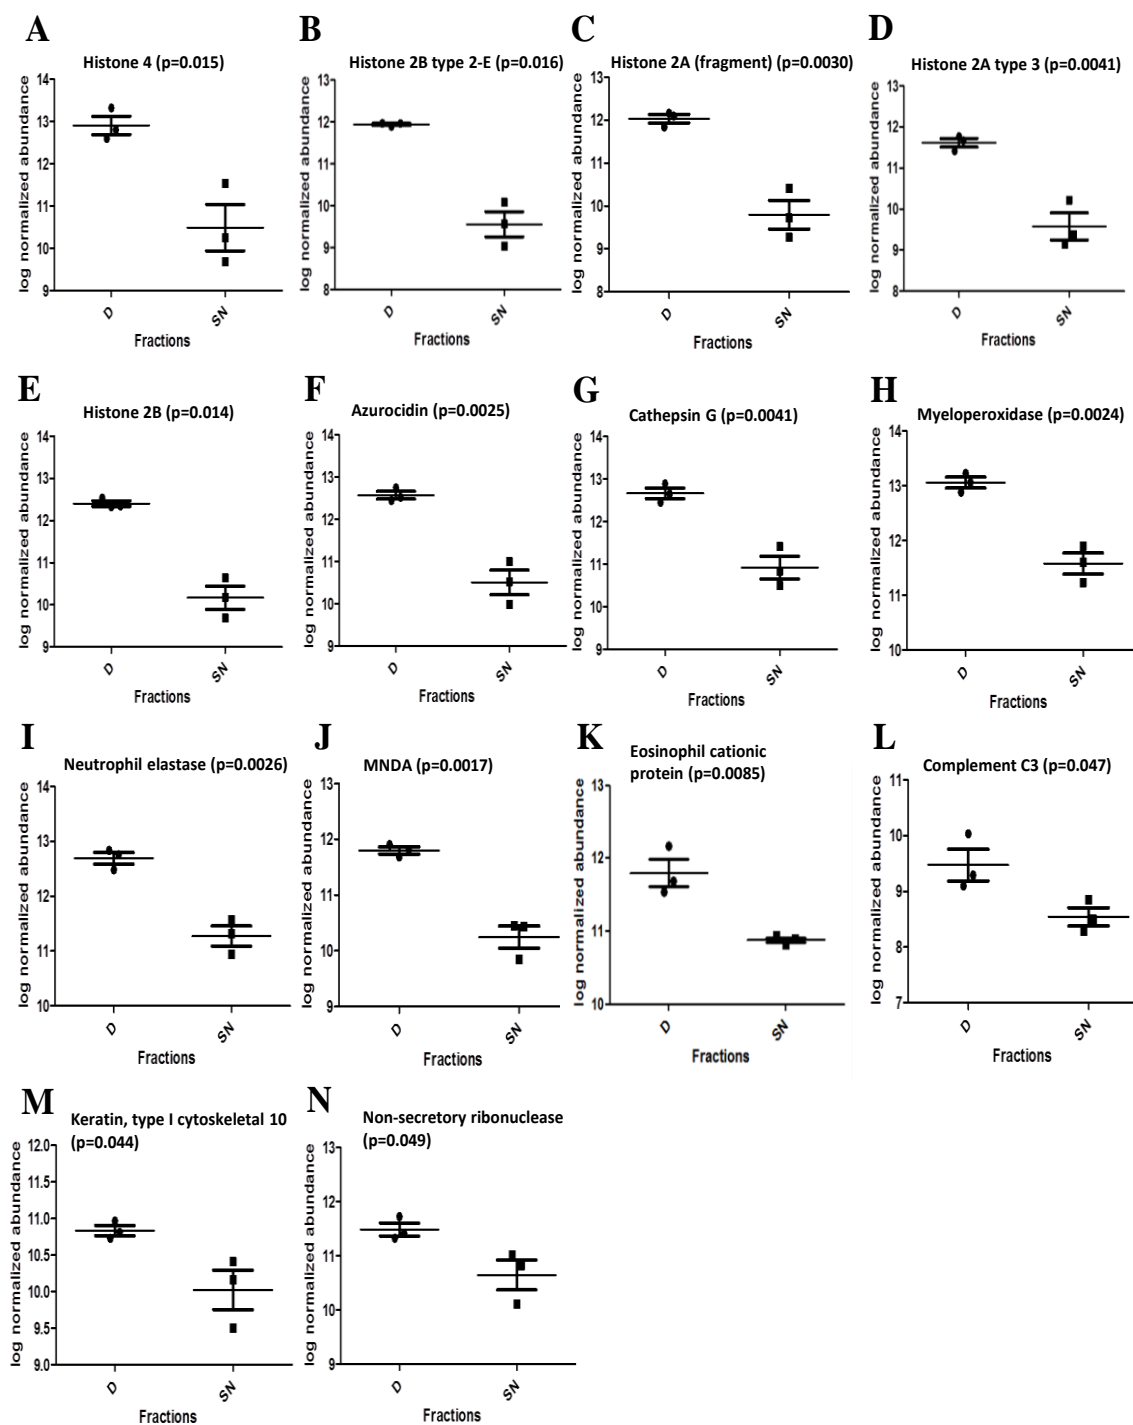 A
Histone 4 (p=0.015)
log normalized abundance
14
13
12
11
10
9
D
SN
Fractions
B
Histone 2B type 2-E (p=0.016)
log normalized abundance
13
12
11
10
9
8
D
SN
Fractions
C
Histone 2A (fragment) (p=0.0030)
log normalized abundance
13
12
11
10
9
8
D
SN
Fractions
D
Histone 2A type 3 (p=0.0041)
log normalized abundance
13
12
11
10
9
8
D
SN
Fractions
E
Histone 2B (p=0.014)
log normalized abundance
14
13
12
11
10
9
D
SN
Fractions
F
Azurocidin (p=0.0025)
log normalized abundance
14
13
12
11
10
9
D
SN
Fractions
G
Cathepsin G (p=0.0041)
log normalized abundance
14
13
12
11
10
9
D
SN
Fractions
H
Myeloperoxidase (p=0.0024)
log normalized abundance
14
13
12
11
10
D
SN
Fractions
I
Neutrophil elastase (p=0.0026)
log normalized abundance
14
13
12
11
10
D
SN
Fractions
J
MNDA (p=0.0017)
log normalized abundance
13
12
11
10
9
D
SN
Fractions
K
Eosinophil cationic
protein (p=0.0085)
log normalized abundance
13
12
11
10
D
SN
Fractions
L
Complement C3 (p=0.047)
log normalized abundance
11
10
9
8
7
D
SN
Fractions
M
Keratin, type I cytoskeletal 10
(p=0.044)
log normalized abundance
12.0
11.5
11.0
10.5
10.0
9.5
9.0
D
SN
Fractions
N
Non-secretory ribonuclease
(p=0.049)
log normalized abundance
13
12
11
10
9
D
SN
Fractions